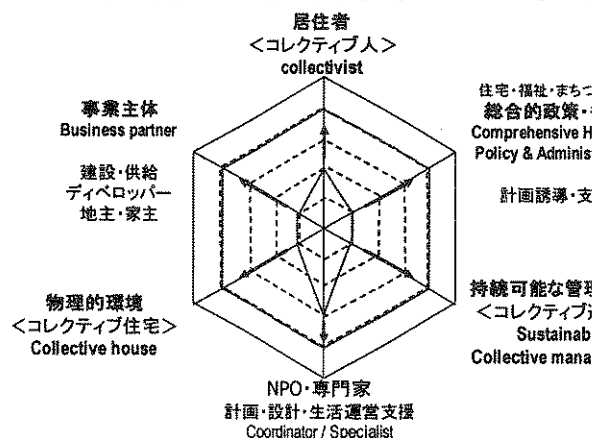 居住者
＜コレクティブ人＞
collectivist
事業主体
Business partner
建設・供給
ディベロッパー
地主・家主
住宅・福祉・まちつ
総合的政策・
Comprehensive H
Policy & Adminis
計画誘導・支
物理的環境
＜コレクティブ住宅＞
Collective house
持続可能な管理
＜コレクティブ
Sustainab
Collective mana
NPO・専門家
計画・設計・生活運営支援
Coordinator / Specialist